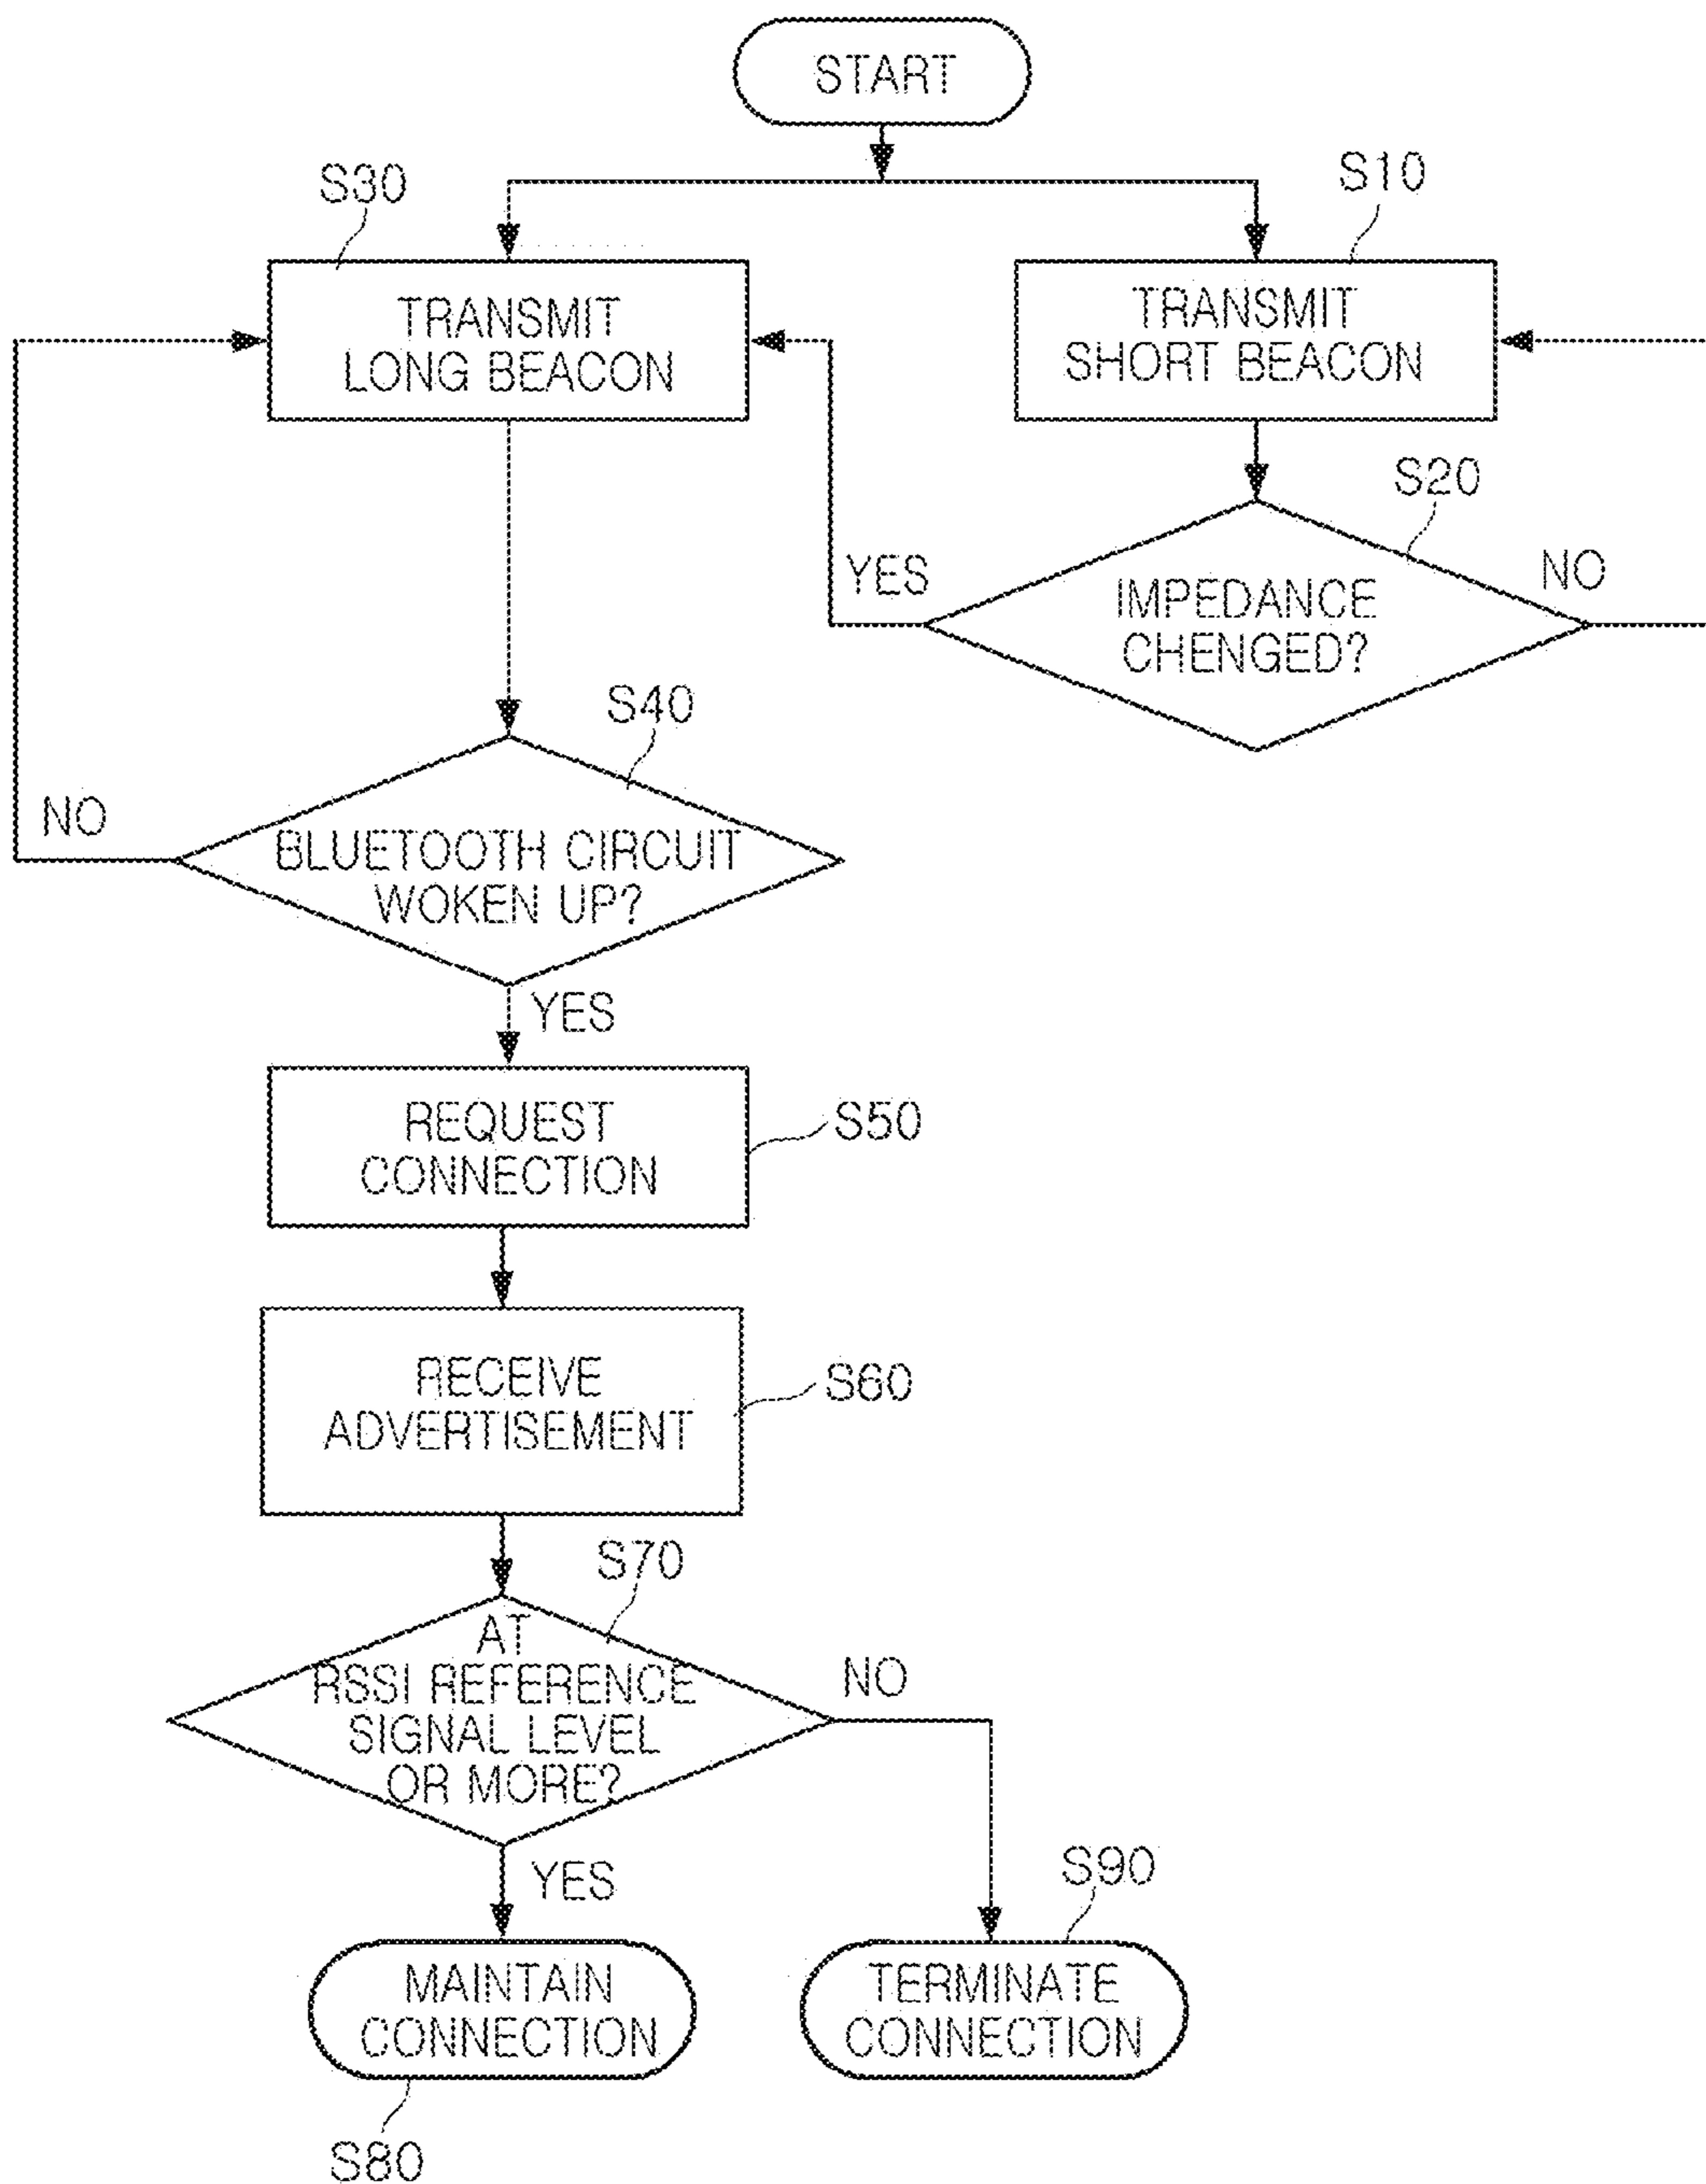 START
S30
S10
TRANSMIT
LONG BEACON
TRANSMIT
SHORT BEACON
S20
YES
NO
IMPEDANCE
CHENGED?
S40
NO
BLUETOOTH CIRCUIT
WOKEN UP?
YES
REQUEST
CONNECTION
S50
RECEIVE
ADVERTISEMENT
S60
S70
AT
RSSI REFERENCE
SIGNAL LEVEL
OR MORE?
NO
YES
S90
MAINTAIN
CONNECTION
TERMINATE
CONNECTION
S80